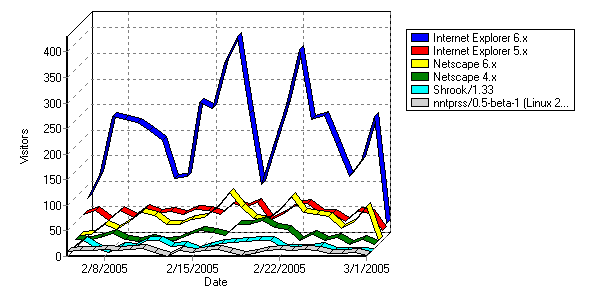 400
350
300
250
200
150
100
50
0
Visitors
2/8/2005
2/15/2005
2/22/2005
3/1/2005
Date
Internet Explorer 6.x
Internet Explorer 5.x
Netscape 6.x
Netscape 4.x
Shrook/1.33
nntprss/0.5-beta-1 (Linux 2...